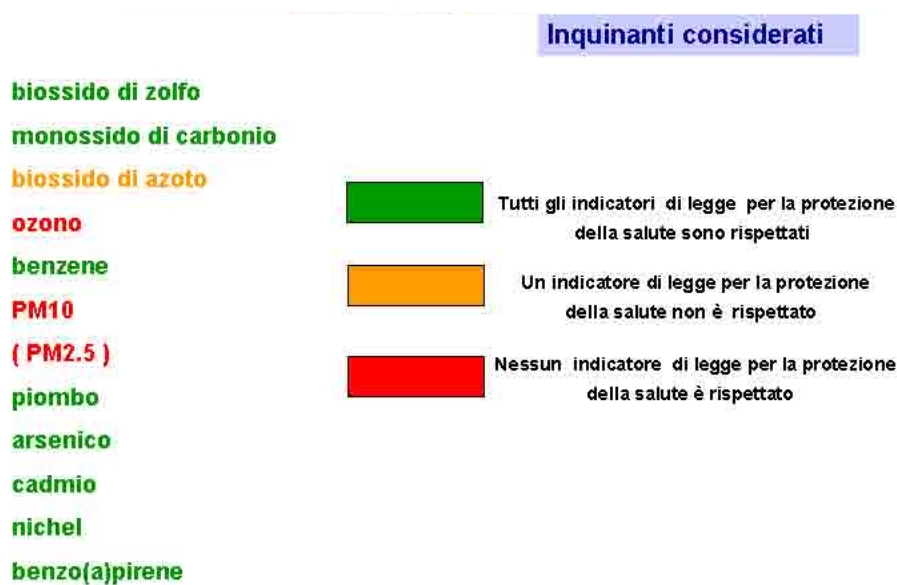 Inquinanti considerati
biossido di zolfo
monossido di carbonio
biossido di azoto
ozono
benzene
PM10
( PM2.5 )
piombo
arsenico
cadmio
nichel
benzo(a)pirene
Tutti gli indicatori di legge per la protezione
della salute sono rispettati
Un indicatore di legge per la protezione
della salute non è rispettato
Nessun indicatore di legge per la protezione
della salute è rispettato